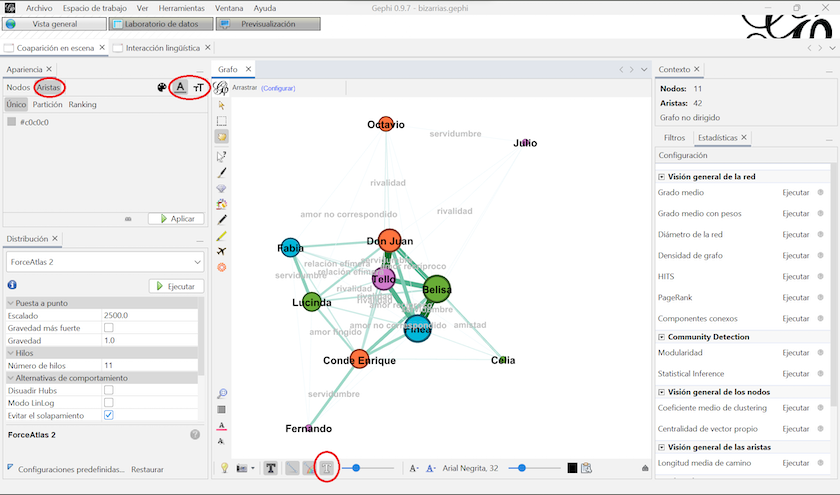 Archivo Espacio de trabajo Ver Herramientas Ventana Ayuda Gephi 0.9.7 - bizarrias.gephi
Vista general Laboratorio de datos Previsualización
Coaparición en escena Interacción lingüística
Apariencia
Nodos Aristas
Único Partición Ranking
#c0c0c0
Aplicar
Distribución
ForceAtlas 2
Ejecutar
Puesta a punto
Escalado 2500.0
Gravedad más fuerte
Gravedad 1.0
Hilos
Número de hilos 11
Alternativas de comportamiento
Disuadir Hubs
Modo LinLog
Evitar el solapamiento
ForceAtlas 2
Configuraciones predefinidas... Restaurar
Grafo
Arrastrar (Configurar)
Octavio
servidumbre
Julio
rivalidad
amor no correspondido
rivalidad
Don Juan
Fabia
servidumbre
relación efímera
amor recíproco
relación efímera
servidumbre
Tello
rivalidad
Belisa
Lucinda
rivalidad
servidumbre
amor no correspondido
amistad
Finea
amor fingido
Conde Enrique
Celia
servidumbre
Fernando
Arial Negrita, 32
Contexto
Nodos: 11
Aristas: 42
Grafo no dirigido
Filtros Estadísticas
Configuración
Visión general de la red
Grado medio Ejecutar
Grado medio con pesos Ejecutar
Diámetro de la red Ejecutar
Densidad de grafo Ejecutar
HITS Ejecutar
PageRank Ejecutar
Componentes conexos Ejecutar
Community Detection
Modularidad Ejecutar
Statistical Inference Ejecutar
Visión general de los nodos
Coeficiente medio de clustering Ejecutar
Centralidad de vector propio Ejecutar
Visión general de las aristas
Longitud media de camino Ejecutar